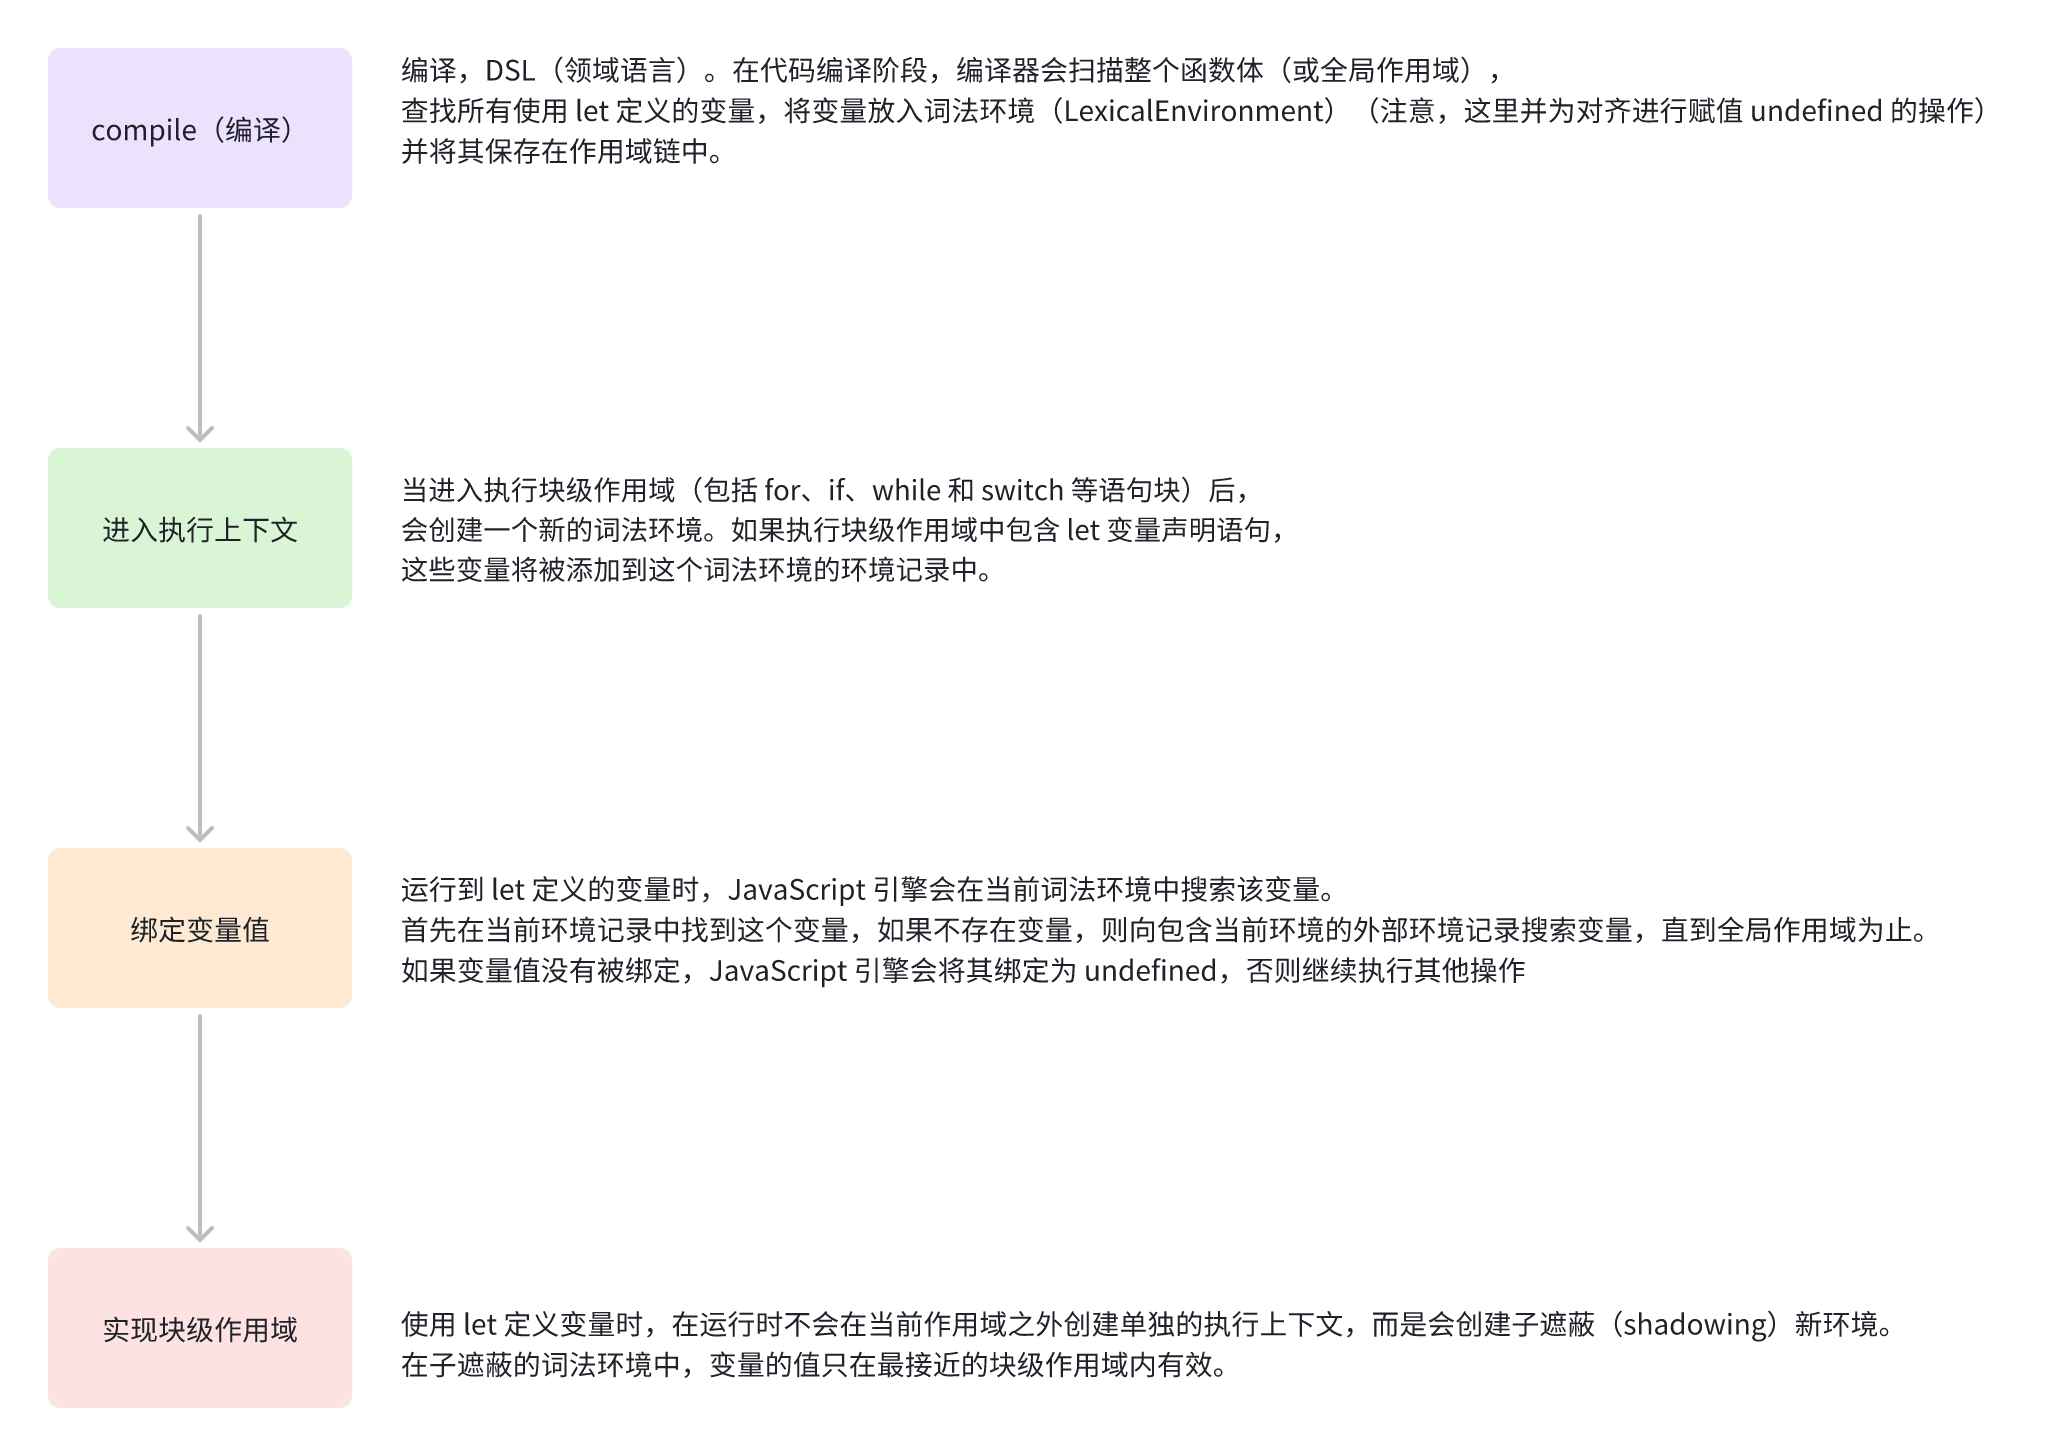 compile（编译）
编译，DSL（领域语言）。在代码编译阶段，编译器会扫描整个函数体（或全局作用域），
查找所有使用 let 定义的变量，将变量放入词法环境（LexicalEnvironment）（注意，这里并为对齐进行赋值 undefined 的操作）
并将其保存在作用域链中。
进入执行上下文
当进入执行块级作用域（包括 for、if、while 和 switch 等语句块）后，
会创建一个新的词法环境。如果执行块级作用域中包含 let 变量声明语句，
这些变量将被添加到这个词法环境的环境记录中。
绑定变量值
运行到 let 定义的变量时，JavaScript 引擎会在当前词法环境中搜索该变量。
首先在当前环境记录中找到这个变量，如果不存在变量，则向包含当前环境的外部环境记录搜索变量，直到全局作用域为止。
如果变量值没有被绑定，JavaScript 引擎会将其绑定为 undefined，否则继续执行其他操作
实现块级作用域
使用 let 定义变量时，在运行时不会在当前作用域之外创建单独的执行上下文，而是会创建子遮蔽（shadowing）新环境。
在子遮蔽的词法环境中，变量的值只在最接近的块级作用域内有效。